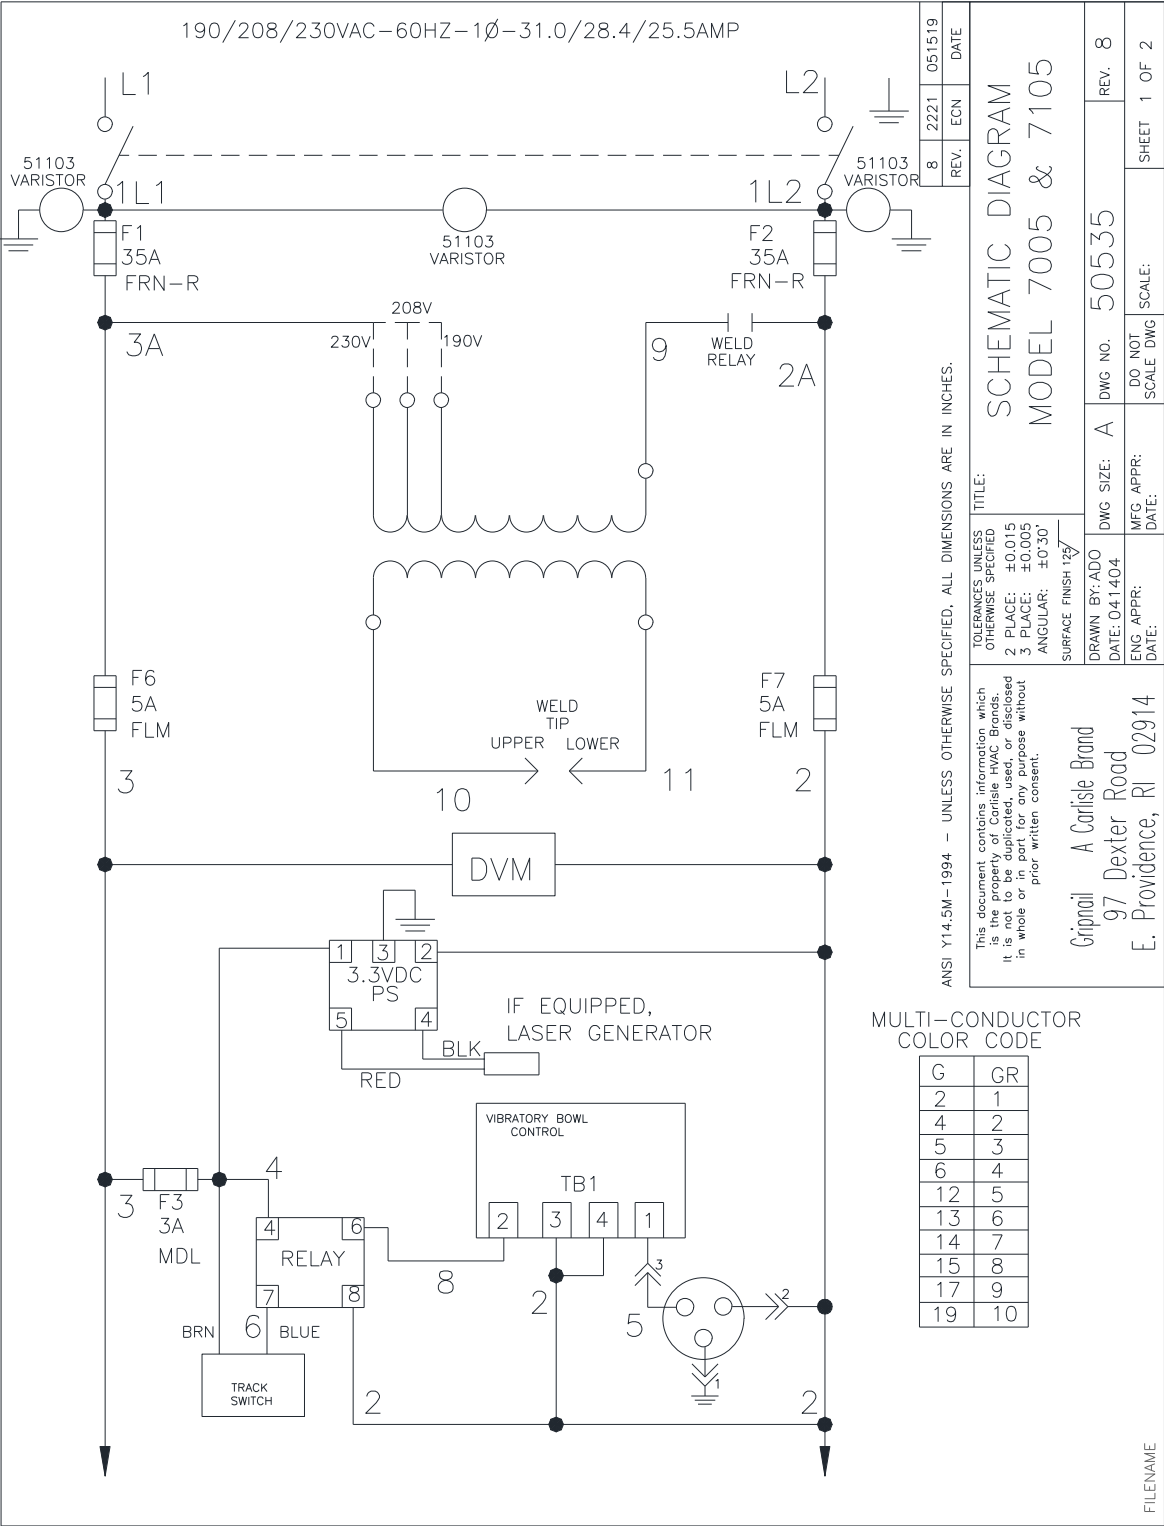 190/208/230VAC-60HZ-1Ø-31.0/28.4/25.5AMP
L1
L2
51103
VARISTOR
1L1
51103
VARISTOR
1L2
51103
VARISTOR
F1
35A
FRN-R
F2
35A
FRN-R
3A
230V
208V
190V
9
WELD
RELAY
2A
F6
5A
FLM
F7
5A
FLM
WELD
TIP
UPPER
LOWER
3
10
11
2
DVM
1
3
2
3.3VDC
PS
5
4
BLK
RED
IF EQUIPPED,
LASER GENERATOR
VIBRATORY BOWL
CONTROL
TB1
2
3
4
1
3
F3
3A
MDL
4
4
6
RELAY
7
8
8
2
5
3
2
1
BRN
6
BLUE
TRACK
SWITCH
2
2
MULTI-CONDUCTOR
COLOR CODE
G GR
2 1
4 2
5 3
6 4
12 5
13 6
14 7
15 8
17 9
19 10
8 2221 051519
REV. ECN DATE
ANSI Y14.5M-1994 - UNLESS OTHERWISE SPECIFIED, ALL DIMENSIONS ARE IN INCHES.
This document contains information which
is the property of Carlisle HVAC Brands.
It is not to be duplicated, used, or disclosed
in whole or in part for any purpose without
prior written consent.
Gripnail A Carlisle Brand
97 Dexter Road
E. Providence, RI 02914
TOLERANCES UNLESS
OTHERWISE SPECIFIED
2 PLACE: ±0.015
3 PLACE: ±0.005
ANGULAR: ±0°30'
SURFACE FINISH 125
TITLE:
SCHEMATIC DIAGRAM
MODEL 7005 & 7105
DRAWN BY: ADO
DATE: 041404
DWG SIZE: A
DWG NO. 50535
REV. 8
ENG APPR:
DATE:
MFG APPR:
DATE:
DO NOT
SCALE DWG
SCALE:
SHEET 1 OF 2
FILENAME